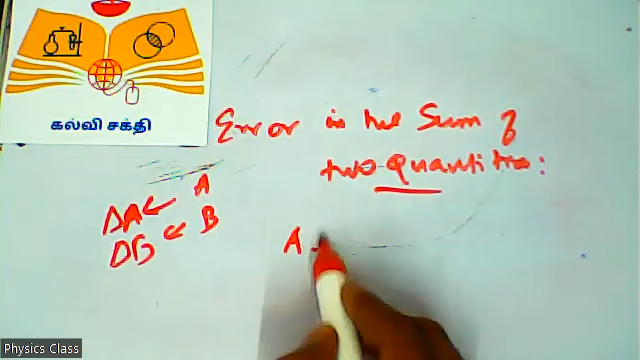 கல்வி சக்தி
Error in the Sum of
two Quantities:
ΔA ← A
ΔB ← B
A
Physics Class